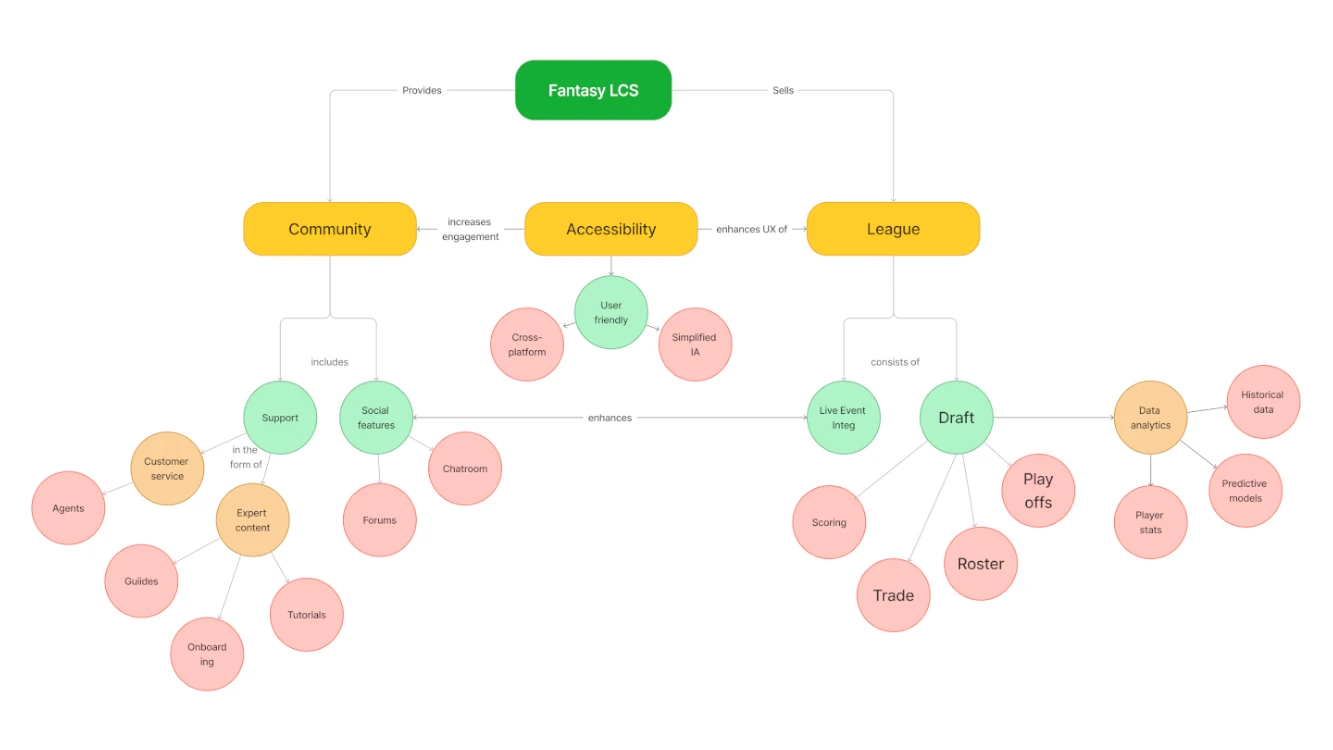 Fantasy LCS
Provides
Sells
Community
increases
engagement
Accessibility
enhances UX of
League
User
friendly
Cross-
platform
Simplified
IA
includes
consists of
Support
Social
features
enhances
Live Event
Integ
Draft
Data
analytics
Historical
data
in the
form of
Customer
service
Chatroom
Agents
Expert
content
Forums
Scoring
Play
offs
Player
stats
Predictive
models
Guiides
Onboard
ing
Tutorials
Trade
Roster